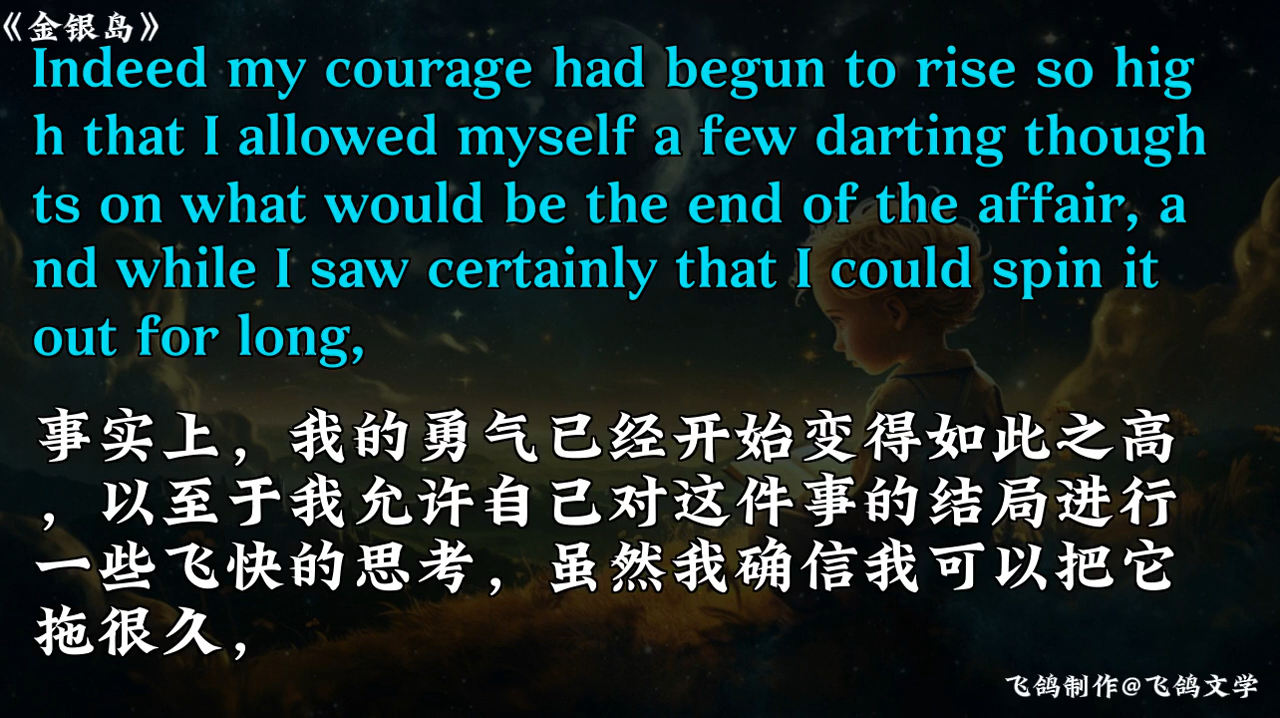 《金银岛》
Indeed my courage had begun to rise so hig
h that I allowed myself a few darting though
ts on what would be the end of the affair, a
nd while I saw certainly that I could spin it
out for long,
事实上，我的勇气已经开始变得如此之高
，以至于我允许自己对这件事的结局进行
一些飞快的思考，虽然我确信我可以把它
拖很久，
飞鸽制作@飞鸽文学